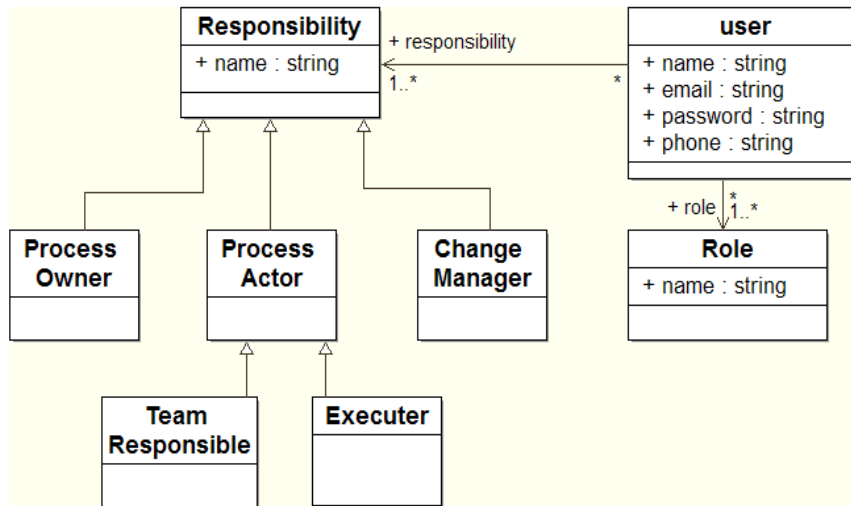 Responsibility
+ name : string
+ responsibility
1..*
*
user
+ name : string
+ email : string
+ password : string
+ phone : string
+ role
*
1..*
Process
Owner
Process
Actor
Change
Manager
Role
+ name : string
Team
Responsible
Executer